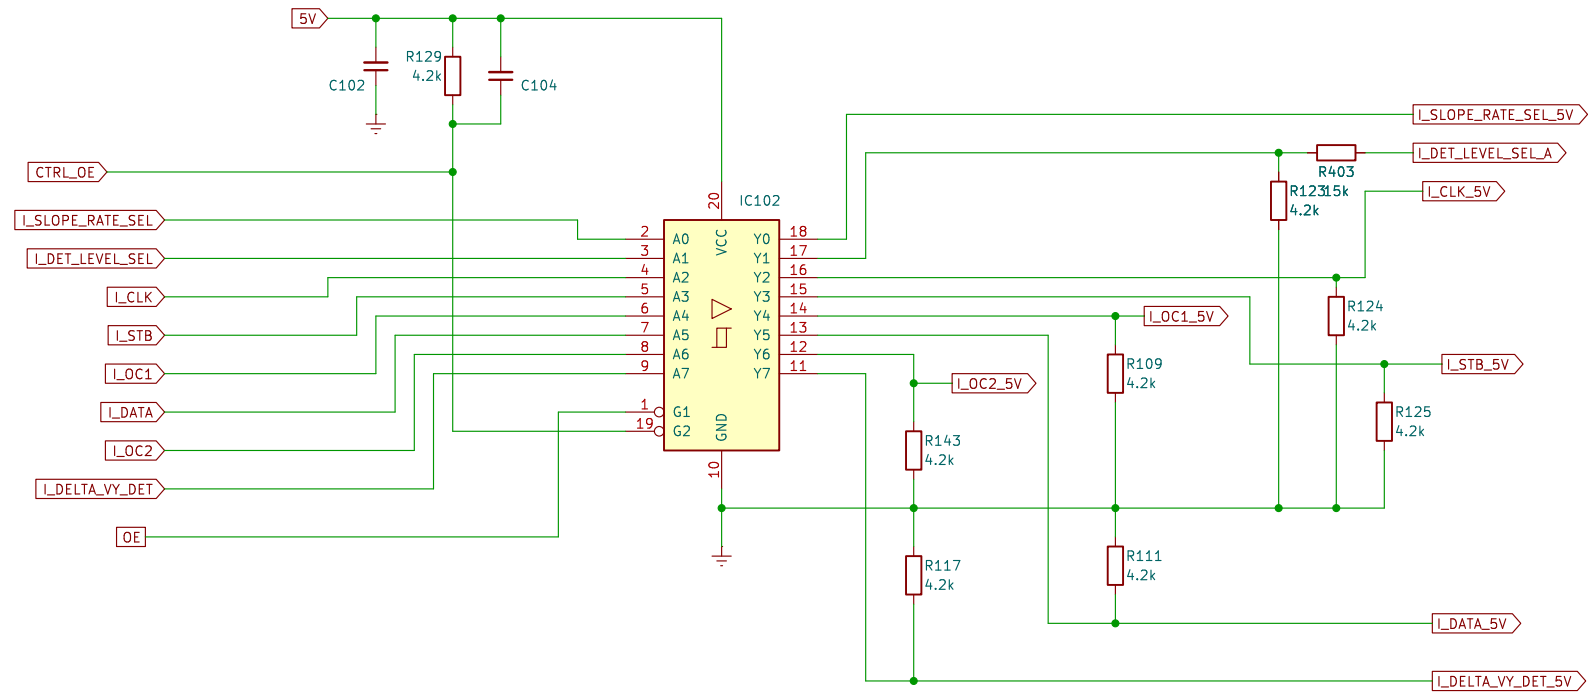 5V
R129
4.2k
C102
C104
I_SLOPE_RATE_SEL_5V
I_DET_LEVEL_SEL_A
R403
15k
CTRL_OE
R123
4.2k
I_CLK_5V
20
IC102
I_SLOPE_RATE_SEL
2
A0
VCC
Y0
18
I_DET_LEVEL_SEL
3
A1
Y1
17
4
A2
Y2
16
I_CLK
5
A3
Y3
15
R124
4.2k
6
A4
Y4
14
I_OC1_5V
I_STB
7
A5
Y5
13
8
A6
Y6
12
I_OC1
9
A7
Y7
11
R109
4.2k
I_STB_5V
I_OC2_5V
I_DATA
1
G1
GND
R125
4.2k
19
G2
R143
4.2k
I_OC2
10
I_DELTA_VY_DET
OE
R117
4.2k
R111
4.2k
I_DATA_5V
I_DELTA_VY_DET_5V